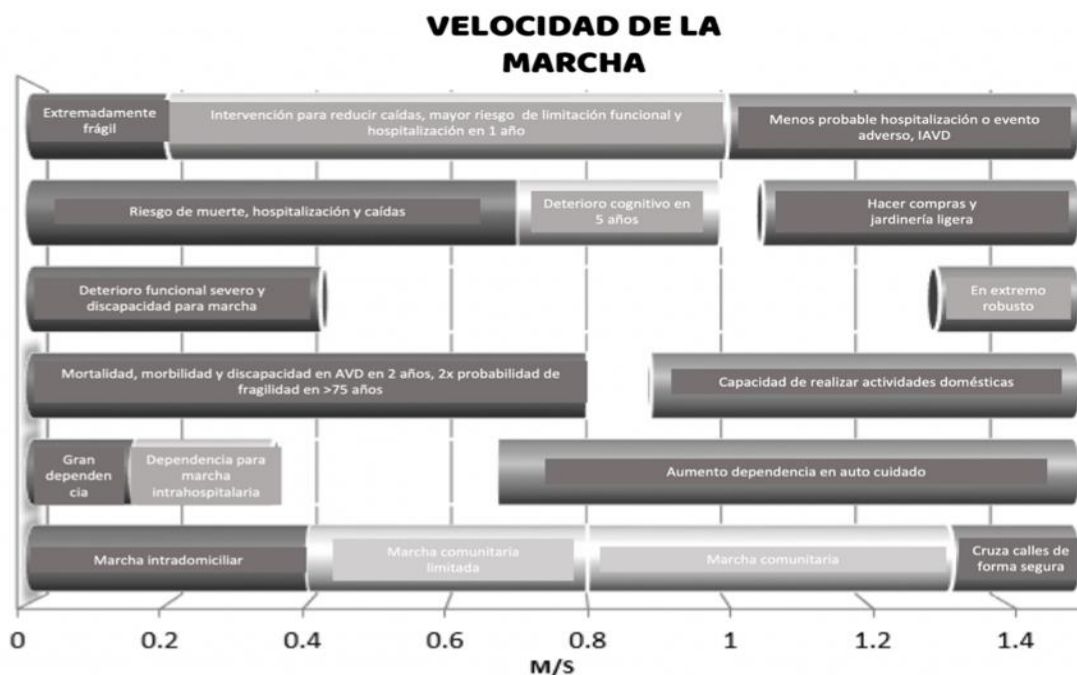 VELOCIDAD DE LA
MARCHA
Extremadamente
frágil
Intervención para reducir caídas, mayor riesgo de limitación funcional y
hospitalización en 1 año
Menos probable hospitalización o evento
adverso, IAVD
Riesgo de muerte, hospitalización y caídas
Deterioro cognitivo en
5 años
Hacer compras y
jardinería ligera
Deterioro funcional severo y
discapacidad para marcha
En extremo
robusto
Mortalidad, morbilidad y discapacidad en AVD en 2 años, 2x probabilidad de
fragilidad en >75 años
Capacidad de realizar actividades domésticas
Gran
dependen
cia
Dependencia para
marcha
intrahospitalaria
Aumento dependencia en auto cuidado
Marcha intradomiciliar
Marcha comunitaria
limitada
Marcha comunitaria
Cruza calles de
forma segura
0 0.2 0.4 0.6 0.8 1 1.2 1.4
M/S